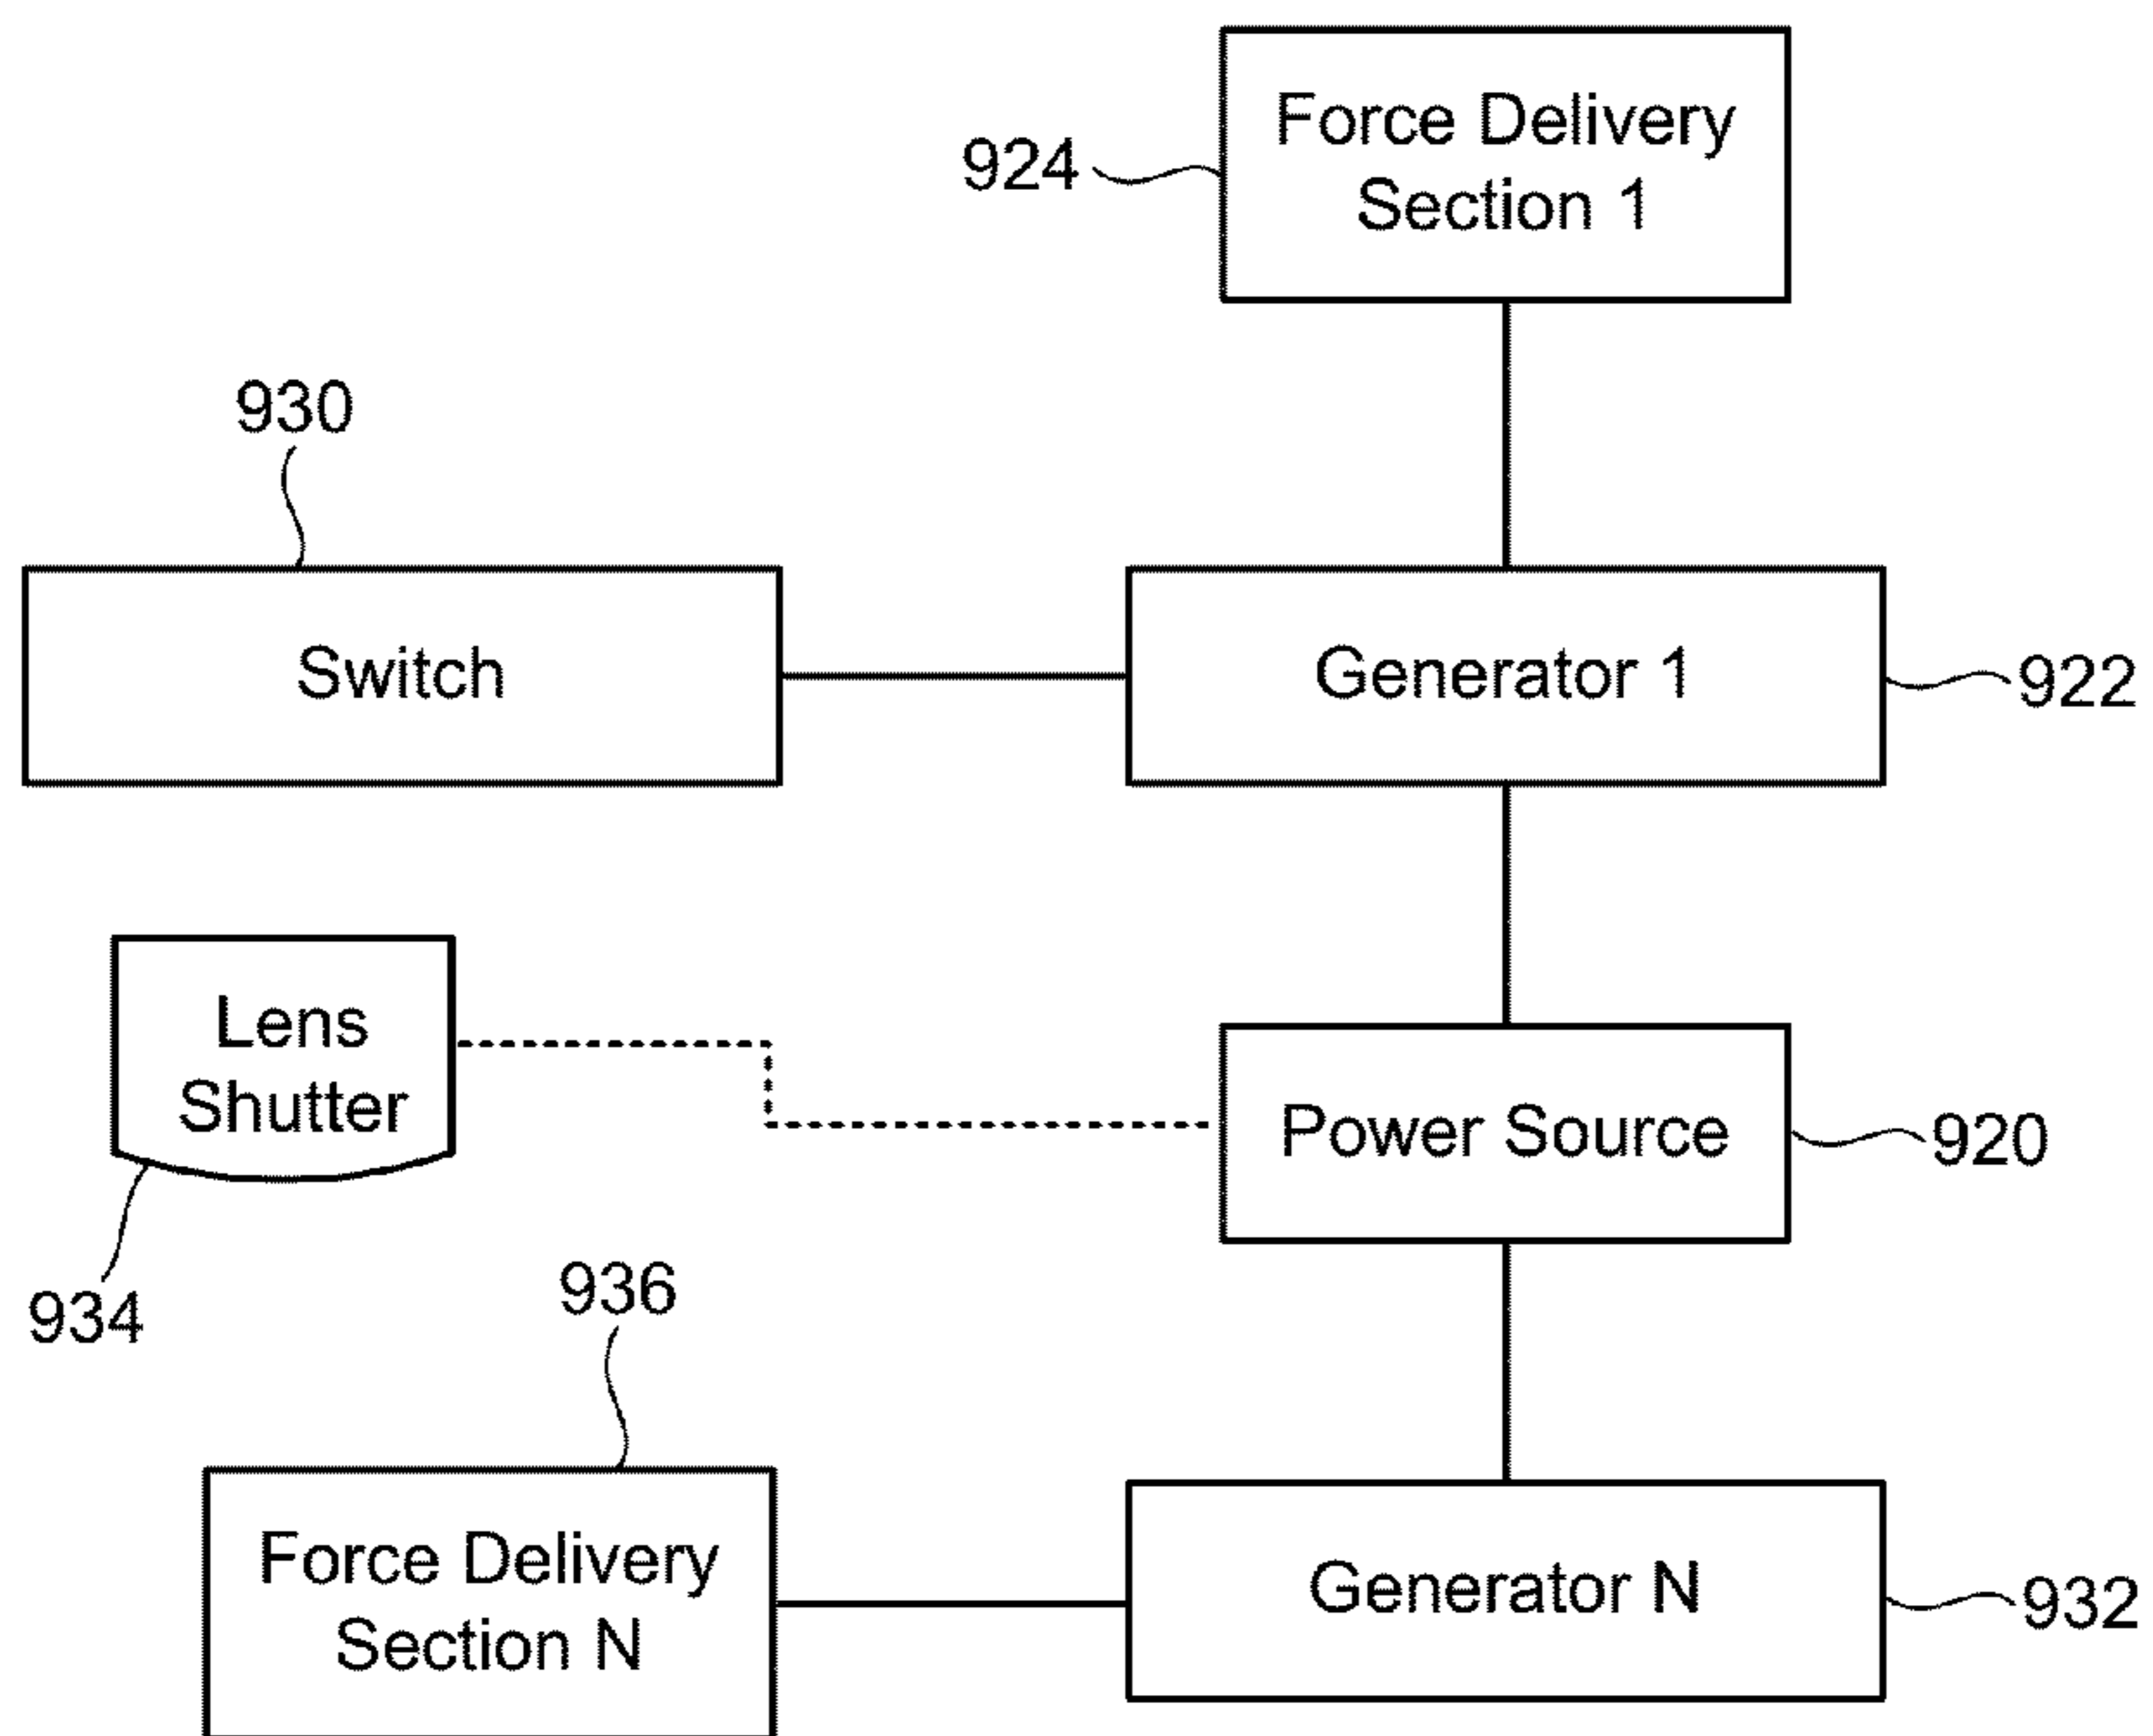 Force Delivery
Section 1
924
930
Switch
Generator 1
922
Lens
Shutter
Power Source
920
934
936
Force Delivery
Section N
Generator N
932